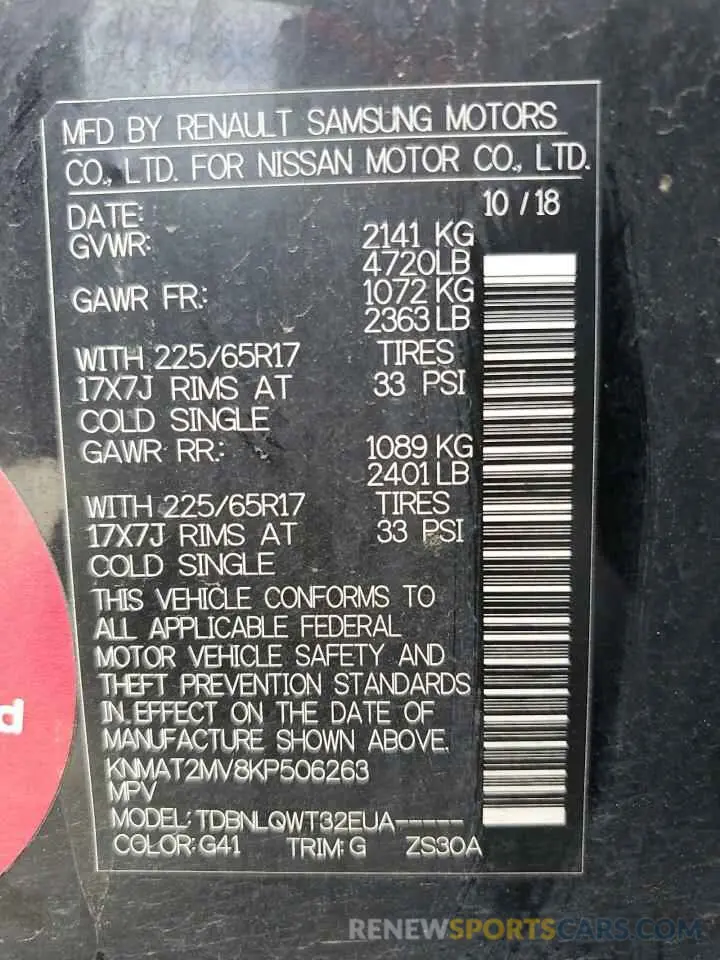 MFD BY RENAULT SAMSUNG MOTORS
CO., LTD. FOR NISSAN MOTOR CO., LTD.
DATE: 10 / 18
GVWR: 2141 KG
4720LB
GAWR FR.: 1072 KG
2363LB
WITH 225/65R17 TIRES
17X7J RIMS AT 33 PSI
COLD SINGLE
GAWR RR.: 1089 KG
2401LB
WITH 225/65R17 TIRES
17X7J RIMS AT 33 PSI
COLD SINGLE
THIS VEHICLE CONFORMS TO
ALL APPLICABLE FEDERAL
MOTOR VEHICLE SAFETY AND
THEFT PREVENTION STANDARDS
IN EFFECT ON THE DATE OF
MANUFACTURE SHOWN ABOVE.
KNMAT2MV8KP506263
MPV
MODEL: TDBNLQWT32EUA-----
COLOR: G41 TRIM: G ZS30A
d
RENEWSPORTSCARS.COM